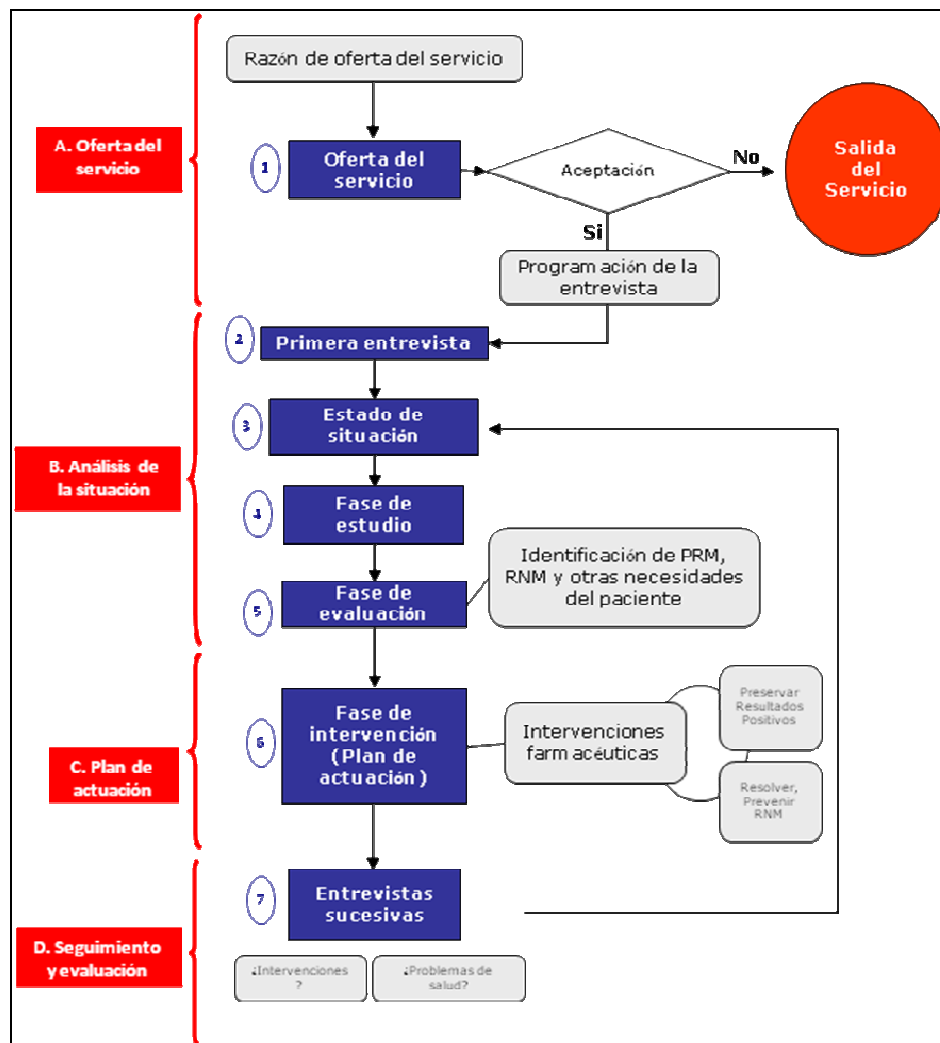 Razón de oferta del servicio
A. Oferta del
servicio
1
Oferta del
servicio
Aceptación
No
Salida
del
Servicio
Si
Programación de la
entrevista
2
Primera entrevista
3
Estado de
situación
B. Análisis de
la situación
4
Fase de
estudio
Identificación de PRM,
RNM y otras necesidades
del paciente
5
Fase de
evaluación
C. Plan de
actuación
6
Fase de
intervención
(Plan de
actuación)
Intervenciones
farmacéuticas
Preservar
Resultados
Positivos
Resolver,
Prevenir
RNM
7
Entrevistas
sucesivas
D. Seguimiento
y evaluación
¿Intervenciones
?
¿Problemas de
salud?